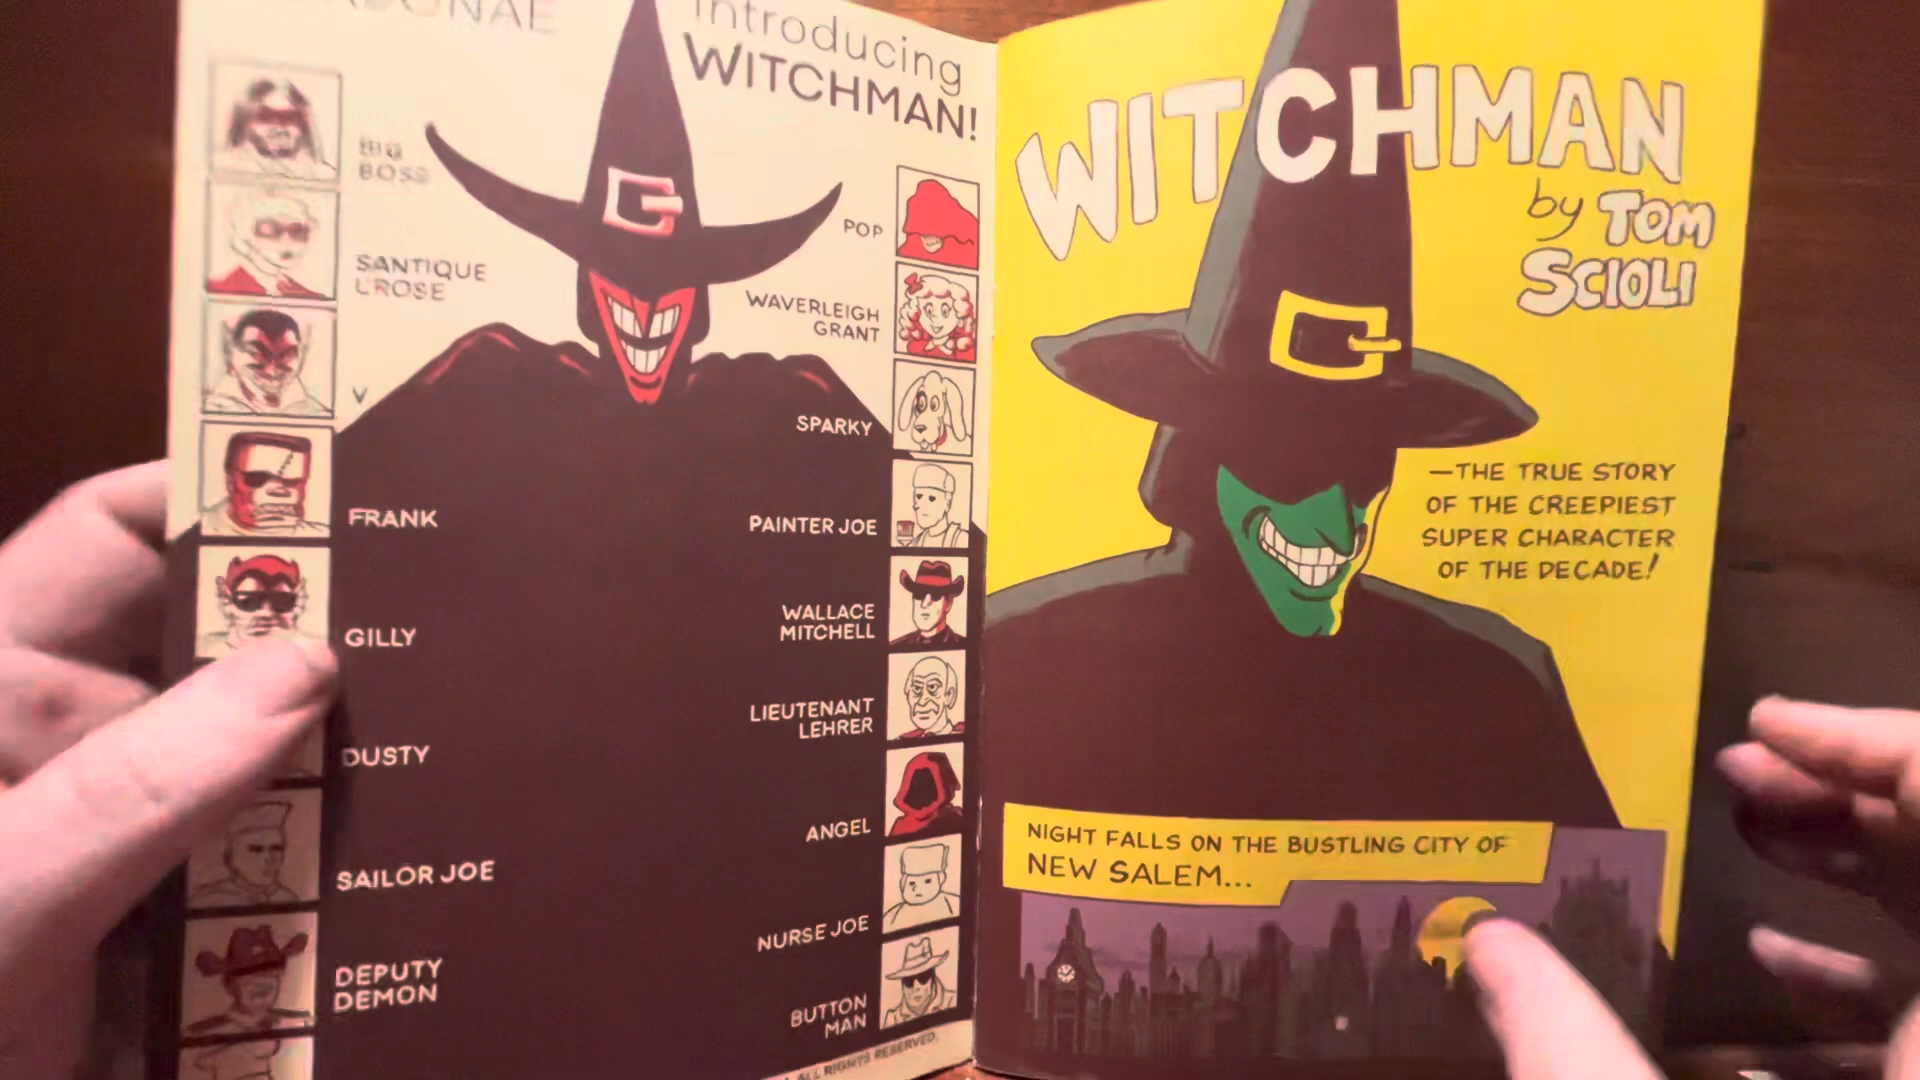 Introducing
WITCHMAN!
BIG
BOSS
SANTIQUE
L'ROSE
V
FRANK
GILLY
DUSTY
SAILOR JOE
DEPUTY
DEMON
POP
WAVERLEIGH
GRANT
SPARKY
PAINTER JOE
WALLACE
MITCHELL
LIEUTENANT
LEHRER
ANGEL
NURSE JOE
BUTTON
MAN
ALL RIGHTS RESERVED.
WITCHMAN
by TOM
SCIOLI
—THE TRUE STORY
OF THE CREEPIEST
SUPER CHARACTER
OF THE DECADE!
NIGHT FALLS ON THE BUSTLING CITY OF
NEW SALEM...